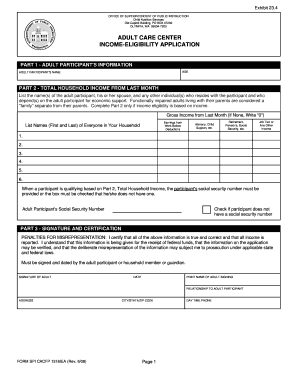 Exhibit 23.4
OFFICE OF SUPERINTENDENT OF PUBLIC INSTRUCTION
Child Nutrition Services
Old Capitol Building, PO BOX 47200
OLYMPIA, WA 98504-7200
ADULT CARE CENTER
INCOME-ELIGIBILITY APPLICATION
PART 1 - ADULT PARTICIPANT'S INFORMATION
ADULT PARTICIPANT'S NAME
AGE
PART 2 - TOTAL HOUSEHOLD INCOME FROM LAST MONTH
List the name(s) of the adult participant, his or her spouse, and any other individual(s) who resides with the participant and who
depend(s) on the adult participant for economic support. Functionally impaired adults living with their parents are considered a
"family" separate from their parents. Complete Part 2 only if income eligibility is based on income.
Gross Income from Last Month (If None, Write "0")
List Names (First and Last) of Everyone in Your Household
Earnings from
Work Before
Deductions
Alimony, Child
Support, etc.
Retirement,
Pensions, Social
Security, etc.
Job Two or
Any Other
Income
1.
2.
3.
4.
5.
6.
When a participant is qualifying based on Part 2, Total Household Income, the participant's social security number must
be provided or the box must be checked that he/she does not have one.
Adult Participant's Social Security Number
Check if participant does not
have a social security number
PART 3 - SIGNATURE AND CERTIFICATION
PENALTIES FOR MISREPRESENTATION: I certify that all of the above information is true and correct and that all income is
reported. I understand that this information is being given for the receipt of federal funds, that the information on the application
may be verified, and that the deliberate misrepresentation of the information may subject me to prosecution under applicable state
and federal laws.
Must be signed and dated by the adult participant or household member or guardian.
SIGNATURE OF ADULT
DATE
PRINT NAME OF ADULT SIGNING
RELATIONSHIP TO ADULT PARTICIPANT
ADDRESS
CITY/STATE/ZIP CODE
DAY TIME PHONE
FORM SPI CACFP 1316/EA (Rev. 6/08)
Page 1